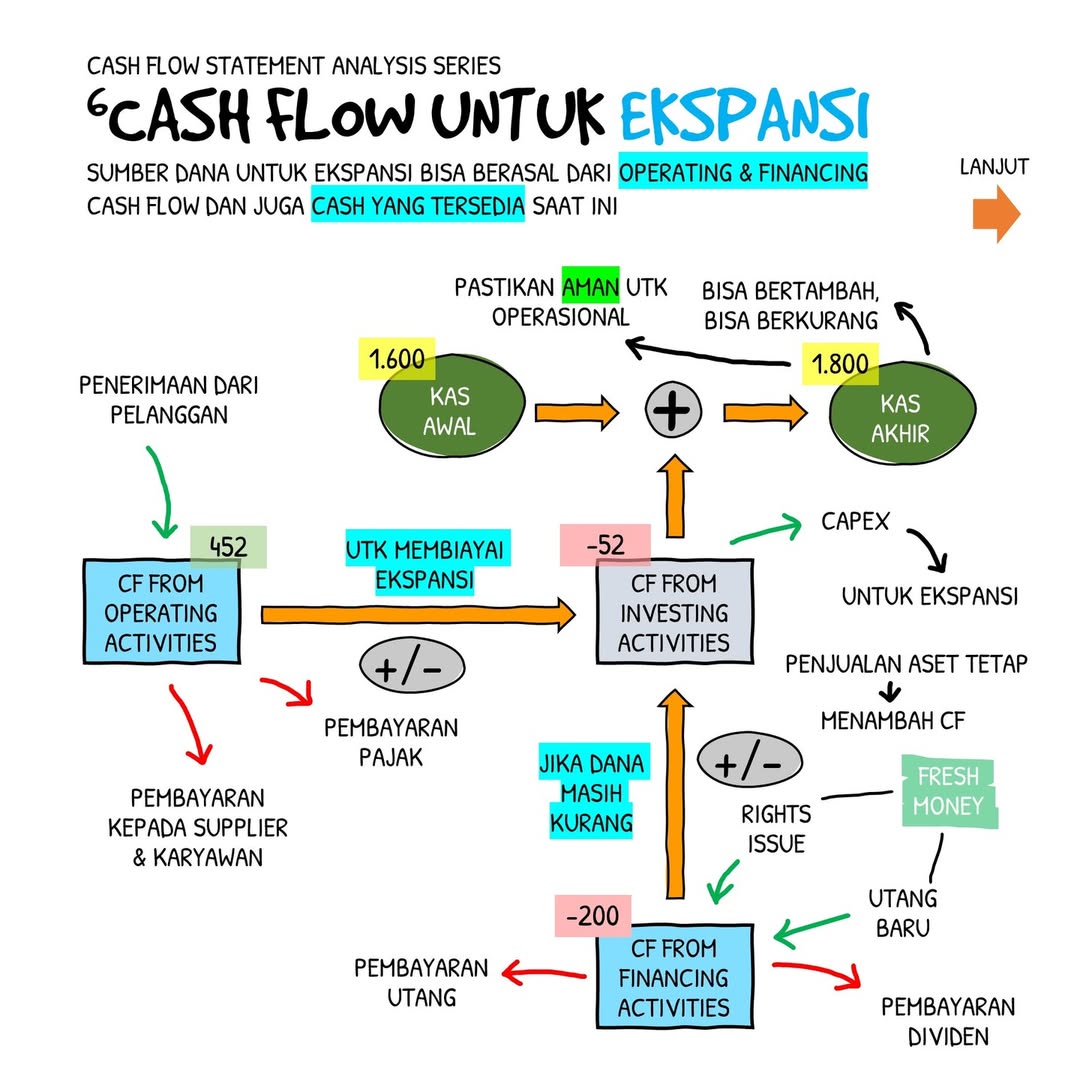 CASH FLOW STATEMENT ANALYSIS SERIES
6CASH FLOW UNTUK EKSPANSI
SUMBER DANA UNTUK EKSPANSI BISA BERASAL DARI OPERATING & FINANCING
CASH FLOW DAN JUGA CASH YANG TERSEDIA SAAT INI
LANJUT
PASTIKAN AMAN UTK
OPERASIONAL
BISA BERTAMBAH,
BISA BERKURANG
1.600
KAS
AWAL
+
1.800
KAS
AKHIR
PENERIMAAN DARI
PELANGGAN
452
CF FROM
OPERATING
ACTIVITIES
UTK MEMBIAYAI
EKSPANSI
+/-
-52
CF FROM
INVESTING
ACTIVITIES
CAPEX
UNTUK EKSPANSI
PENJUALAN ASET TETAP
MENAMBAH CF
PEMBAYARAN
PAJAK
PEMBAYARAN
KEPADA SUPPLIER
& KARYAWAN
JIKA DANA
MASIH
KURANG
+/-
RIGHTS
ISSUE
FRESH
MONEY
UTANG
BARU
-200
CF FROM
FINANCING
ACTIVITIES
PEMBAYARAN
UTANG
PEMBAYARAN
DIVIDEN